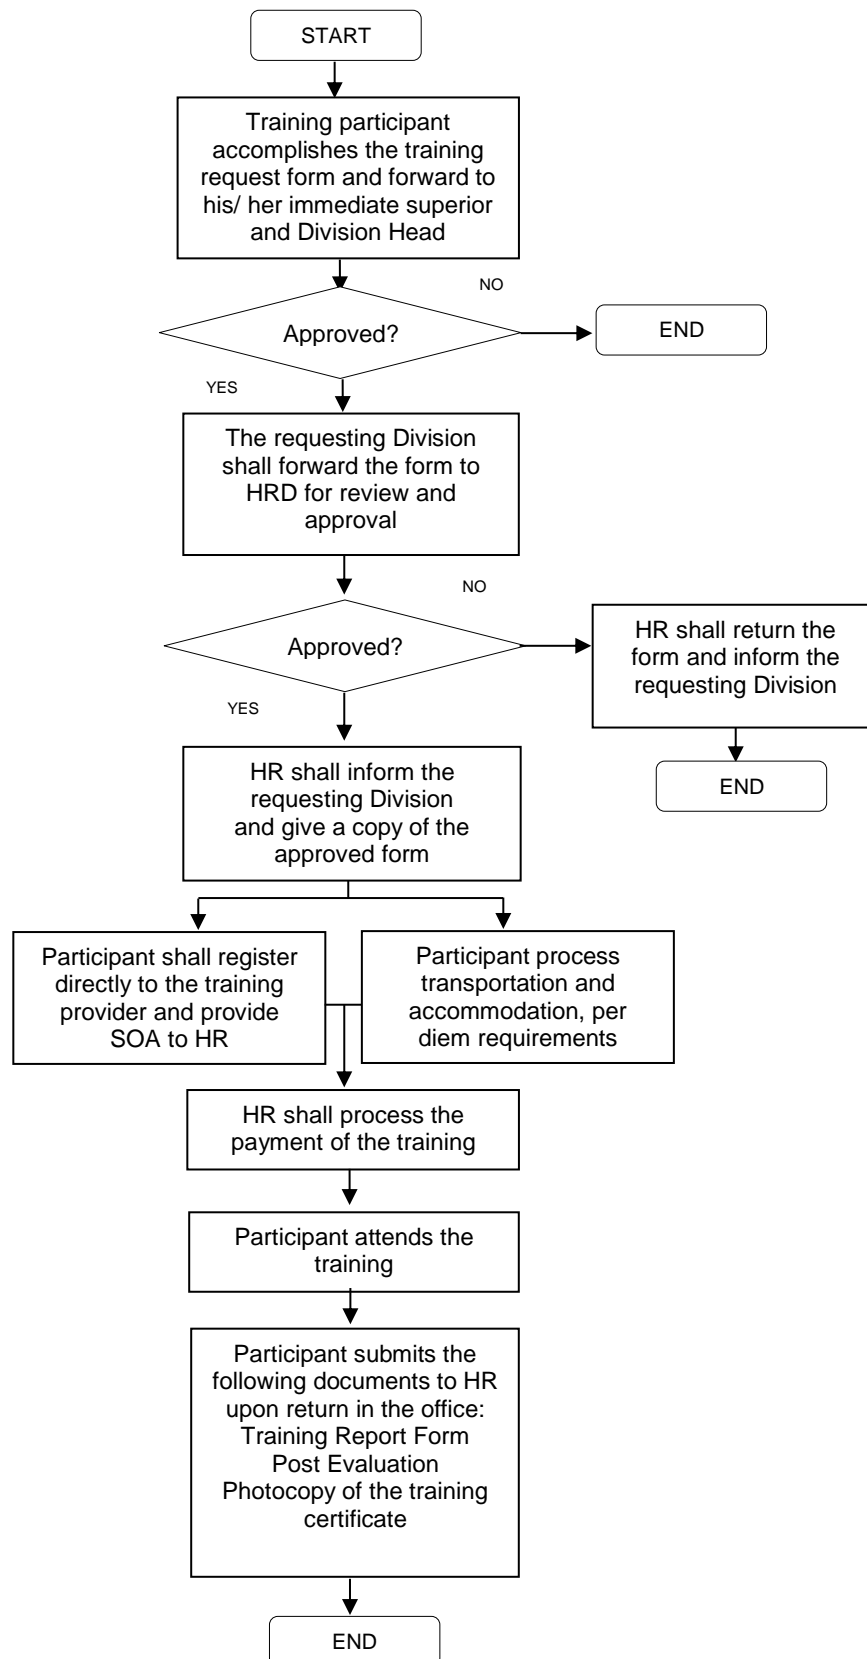 START
Training participant
accomplishes the training
request form and forward to
his/ her immediate superior
and Division Head
NO
Approved?
END
YES
The requesting Division
shall forward the form to
HRD for review and
approval
NO
Approved?
HR shall return the
form and inform the
requesting Division
YES
END
HR shall inform the
requesting Division
and give a copy of the
approved form
Participant shall register
directly to the training
provider and provide
SOA to HR
Participant process
transportation and
accommodation, per
diem requirements
HR shall process the
payment of the training
Participant attends the
training
Participant submits the
following documents to HR
upon return in the office:
Training Report Form
Post Evaluation
Photocopy of the training
certificate
END